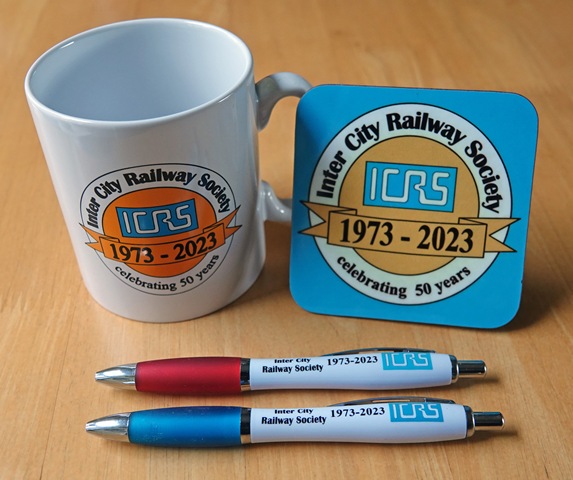 Inter City Railway Society
ICRS
1973 - 2023
celebrating 50 years
Inter City Railway Society
ICRS
1973 - 2023
celebrating 50 years
Inter City
Railway Society
1973-2023
ICRS
Inter City
Railway Society
1973-2023
ICRS